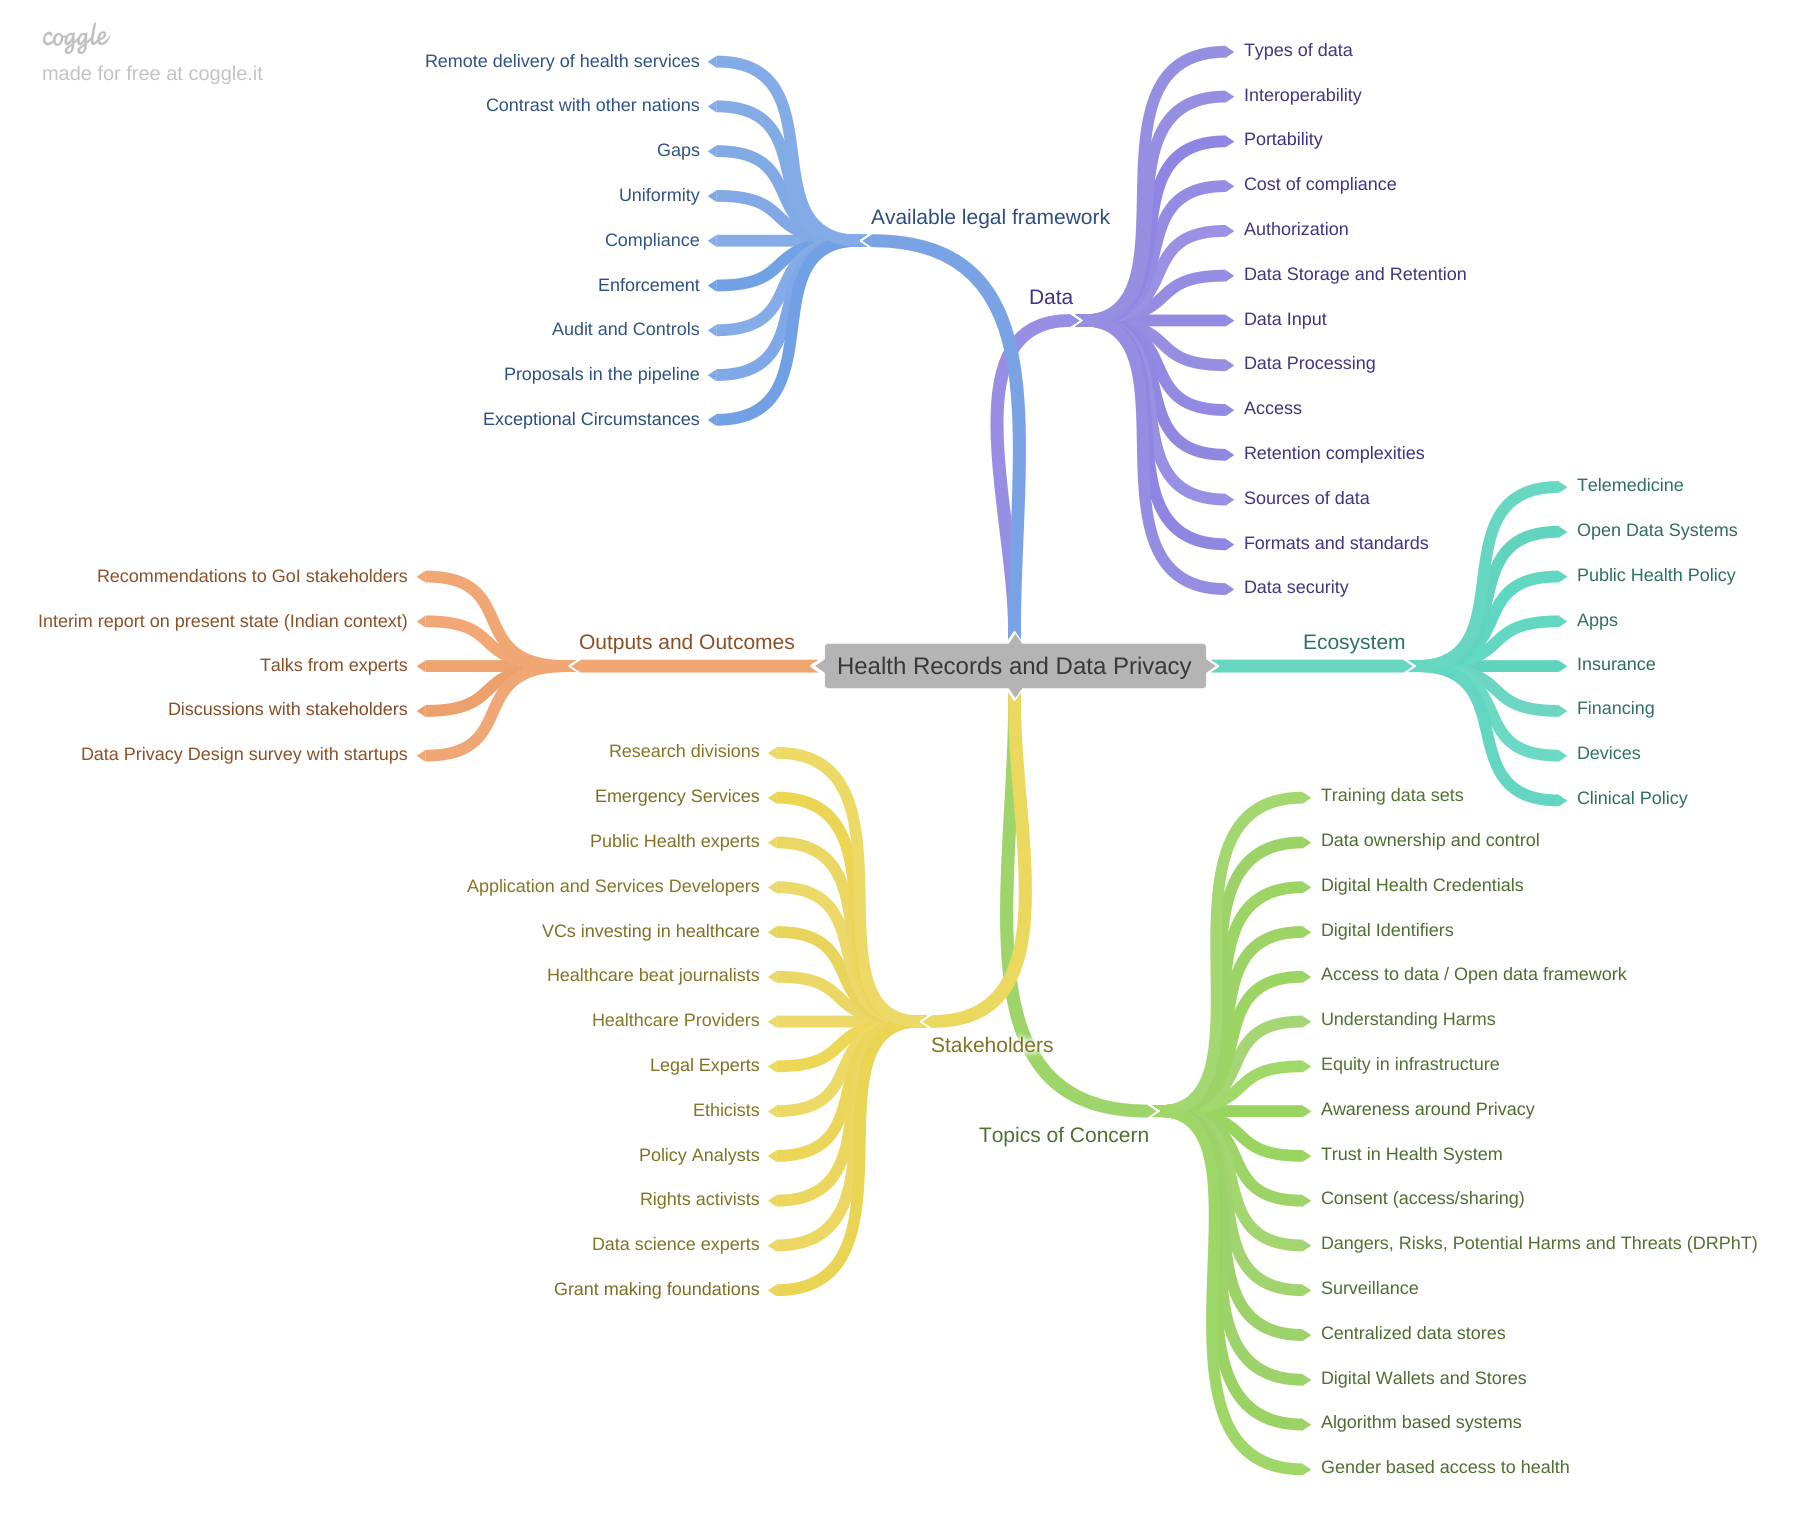 coggle
made for free at coggle.it
Remote delivery of health services
Contrast with other nations
Gaps
Uniformity
Compliance
Enforcement
Audit and Controls
Proposals in the pipeline
Exceptional Circumstances
Available legal framework
Data
Types of data
Interoperability
Portability
Cost of compliance
Authorization
Data Storage and Retention
Data Input
Data Processing
Access
Retention complexities
Sources of data
Formats and standards
Data security
Recommendations to GoI stakeholders
Interim report on present state (Indian context)
Talks from experts
Discussions with stakeholders
Data Privacy Design survey with startups
Outputs and Outcomes
Health Records and Data Privacy
Ecosystem
Telemedicine
Open Data Systems
Public Health Policy
Apps
Insurance
Financing
Devices
Clinical Policy
Research divisions
Emergency Services
Public Health experts
Application and Services Developers
VCs investing in healthcare
Healthcare beat journalists
Healthcare Providers
Legal Experts
Ethicists
Policy Analysts
Rights activists
Data science experts
Grant making foundations
Stakeholders
Topics of Concern
Training data sets
Data ownership and control
Digital Health Credentials
Digital Identifiers
Access to data / Open data framework
Understanding Harms
Equity in infrastructure
Awareness around Privacy
Trust in Health System
Consent (access/sharing)
Dangers, Risks, Potential Harms and Threats (DRPhT)
Surveillance
Centralized data stores
Digital Wallets and Stores
Algorithm based systems
Gender based access to health